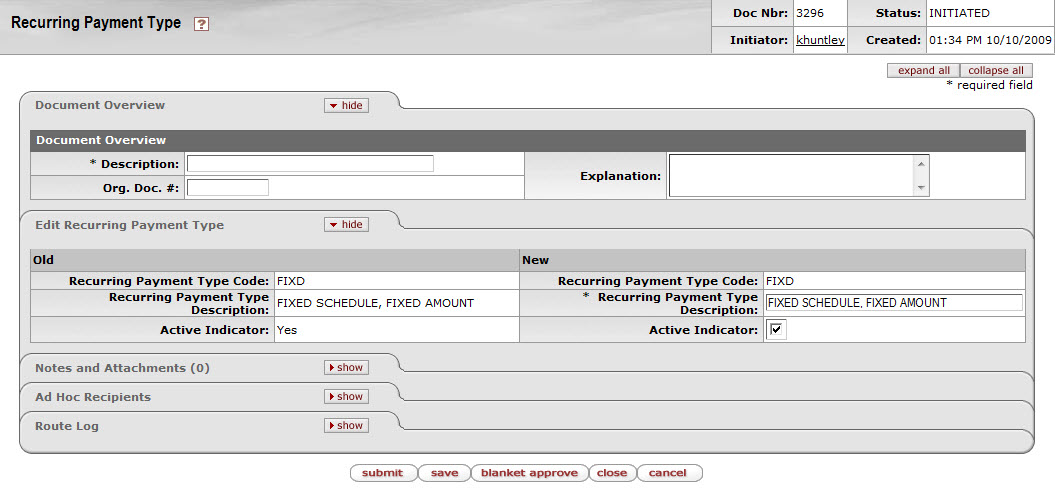 Recurring Payment Type ?
Doc Nbr: 3296 Status: INITIATED
Initiator: khuntley Created: 01:34 PM 10/10/2009
expand all collapse all
* required field
Document Overview hide
Document Overview
* Description:
Explanation:
Org. Doc. #:
Edit Recurring Payment Type hide
Old New
Recurring Payment Type Code: FIXD Recurring Payment Type Code: FIXD
Recurring Payment Type
Description: FIXED SCHEDULE, FIXED AMOUNT
* Recurring Payment Type
Description: FIXED SCHEDULE, FIXED AMOUNT
Active Indicator: Yes Active Indicator:
Notes and Attachments (0) show
Ad Hoc Recipients show
Route Log show
submit save blanket approve close cancel